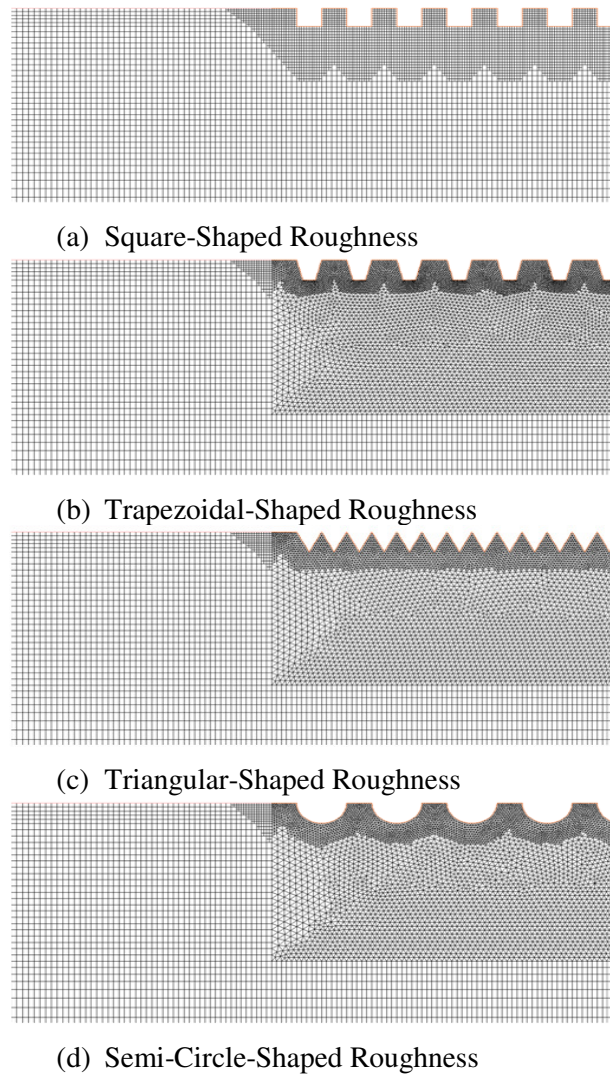 (a) Square-Shaped Roughness
(b) Trapezoidal-Shaped Roughness
(c) Triangular-Shaped Roughness
(d) Semi-Circle-Shaped Roughness